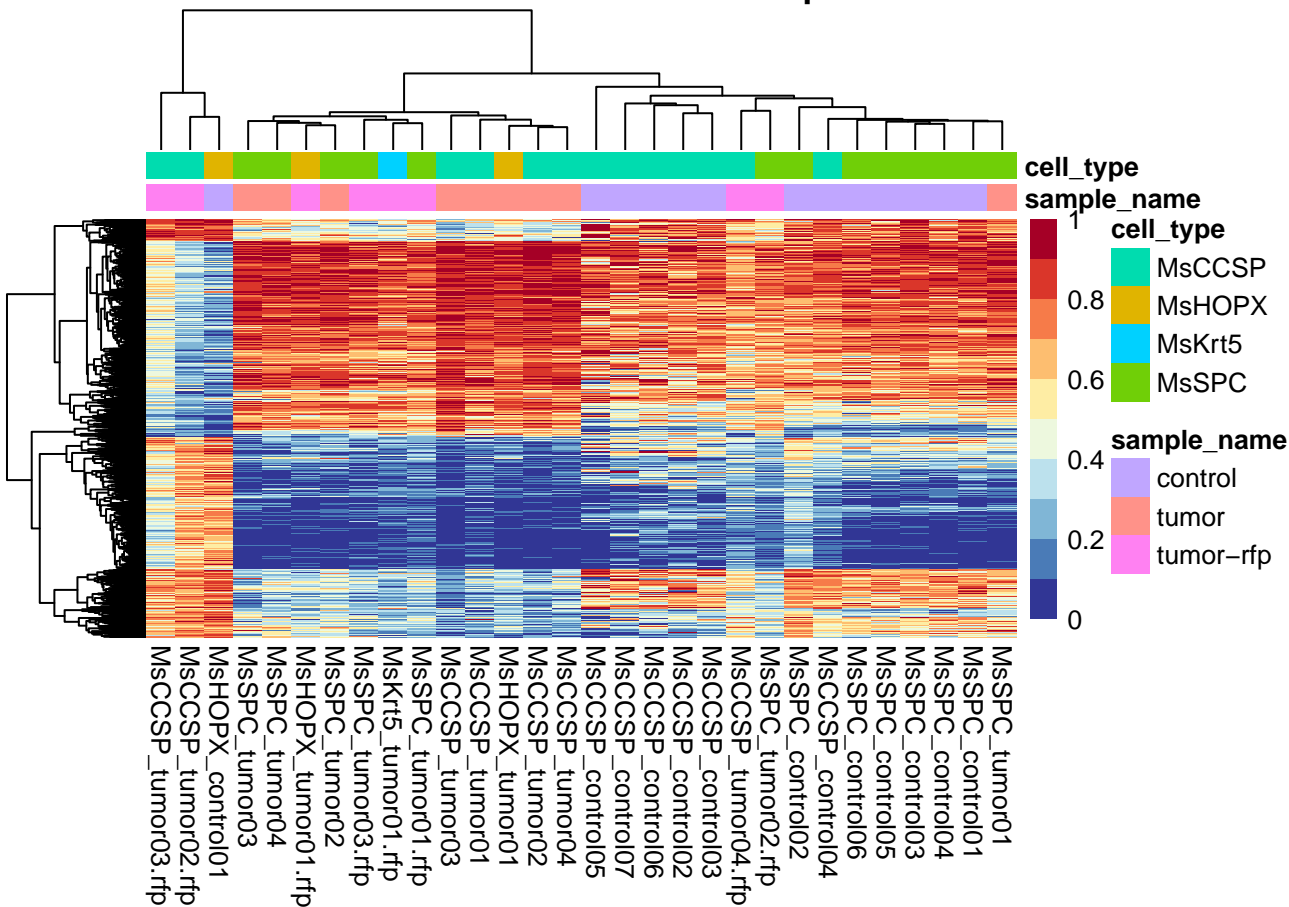 cell_type
sample_name
1
0.8
0.6
0.4
0.2
0
cell_type
MsCCSP
MsHOPX
MsKrt5
MsSPC
sample_name
control
tumor
tumor−rfp
MsCCSP_tumor03.rfp
MsCCSP_tumor02.rfp
MsHOPX_control01
MsSPC_tumor03
MsSPC_tumor04
MsHOPX_tumor01.rfp
MsSPC_tumor02
MsSPC_tumor03.rfp
MsKrt5_tumor01.rfp
MsSPC_tumor01.rfp
MsCCSP_tumor03
MsCCSP_tumor01
MsHOPX_tumor01
MsCCSP_tumor02
MsCCSP_tumor04
MsCCSP_control05
MsCCSP_control07
MsCCSP_control06
MsCCSP_control02
MsCCSP_control03
MsCCSP_tumor04.rfp
MsSPC_tumor02.rfp
MsSPC_control02
MsCCSP_control04
MsSPC_control06
MsSPC_control05
MsSPC_control03
MsSPC_control04
MsSPC_control01
MsSPC_tumor01